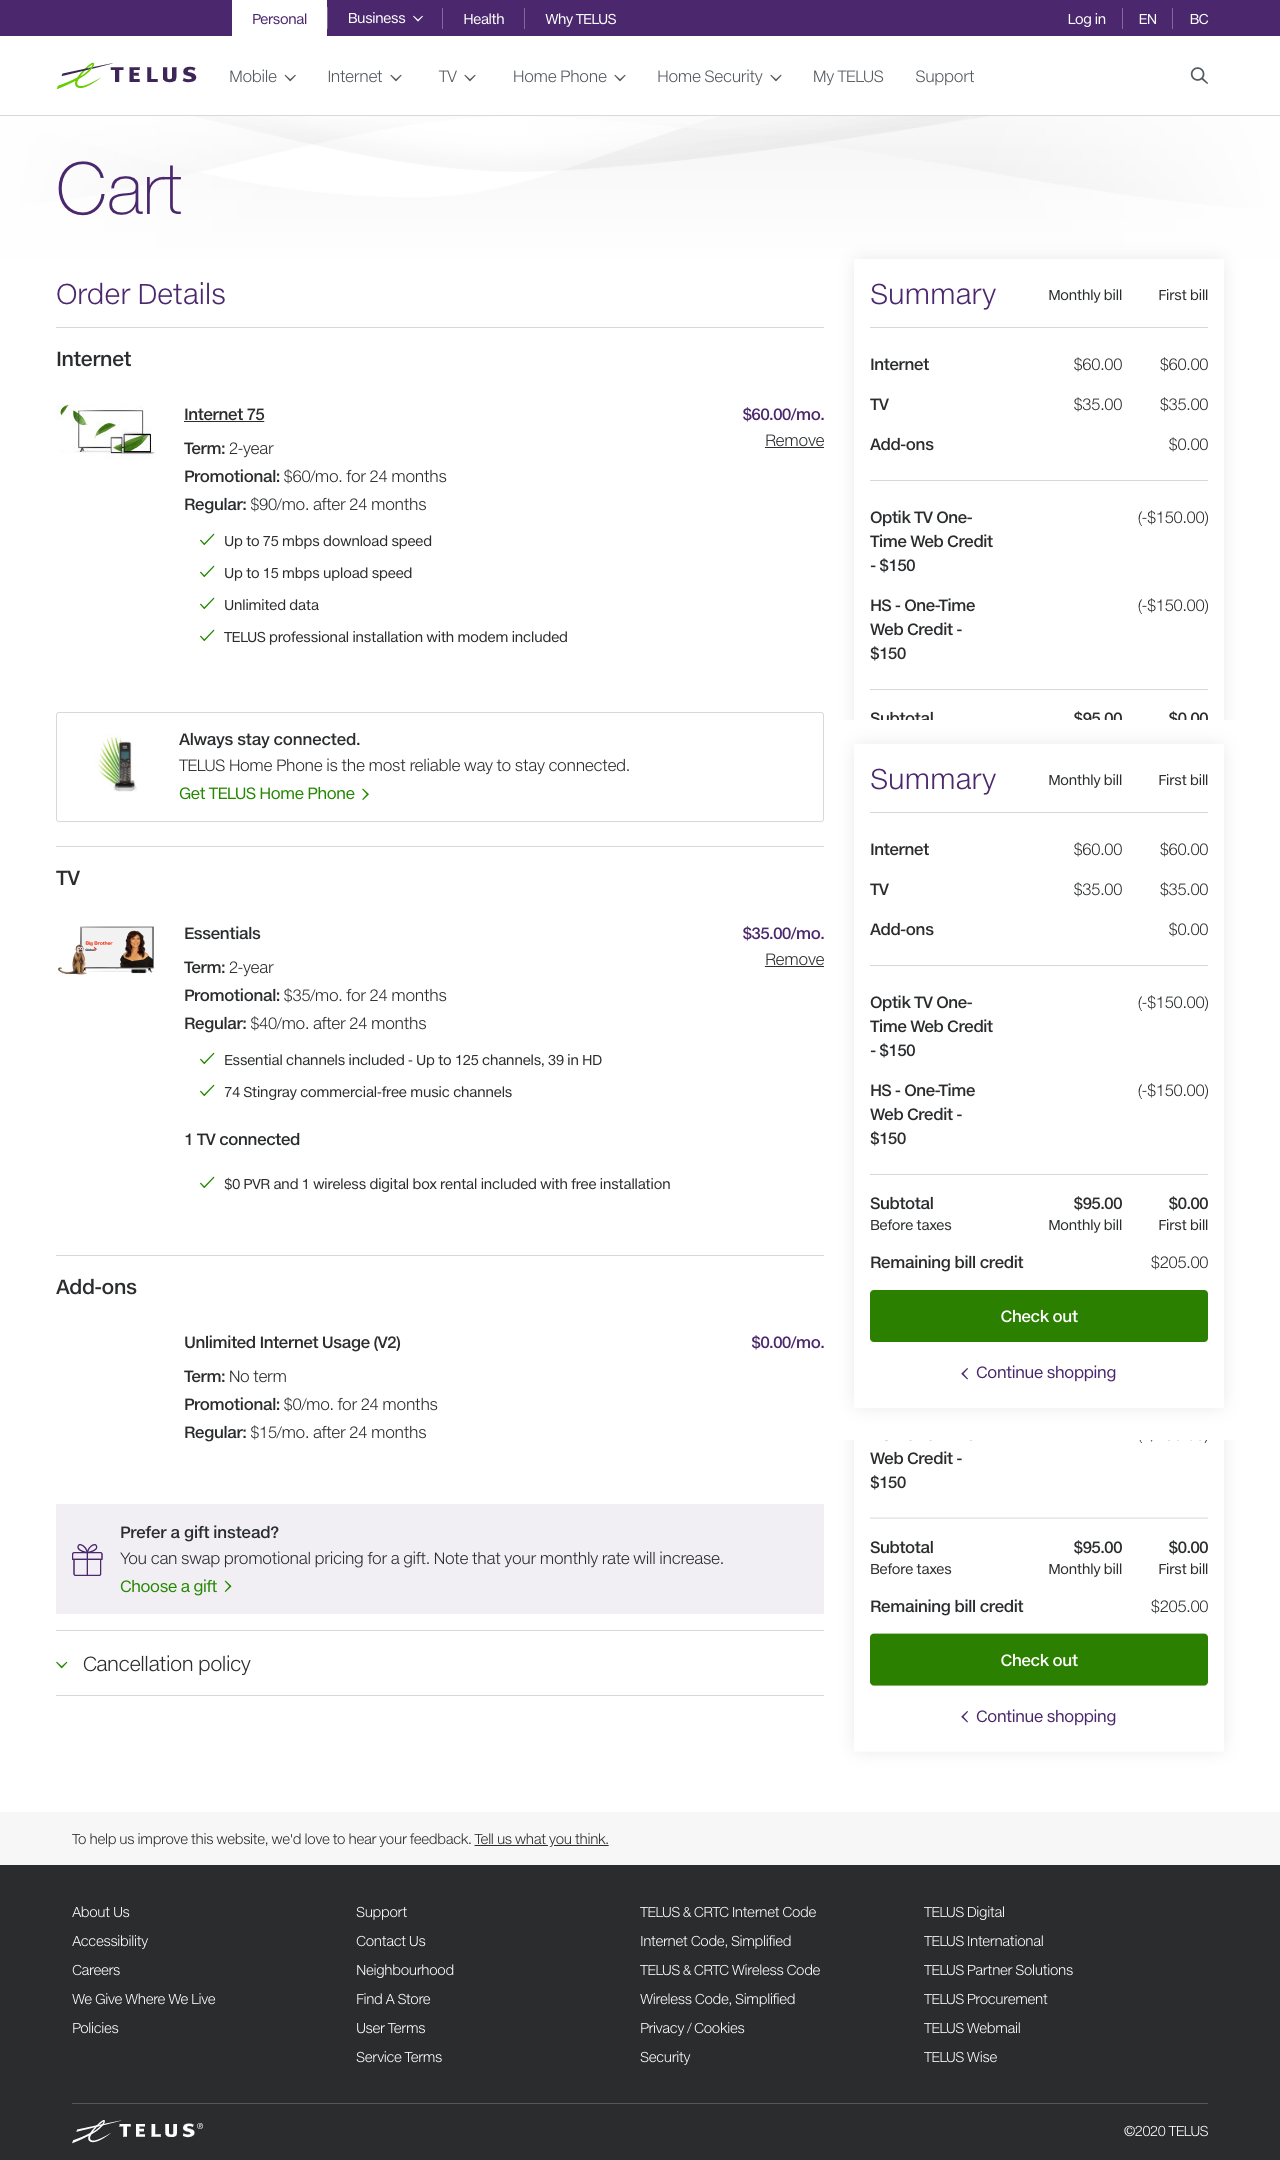 Personal
Business
Health
Why TELUS
Log in
EN
BC
TELUS
Mobile
Internet
TV
Home Phone
Home Security
My TELUS
Support
Cart
Order Details
Internet
Internet 75
$60.00/mo.
Remove
Term: 2-year
Promotional: $60/mo. for 24 months
Regular: $90/mo. after 24 months
Up to 75 mbps download speed
Up to 15 mbps upload speed
Unlimited data
TELUS professional installation with modem included
Always stay connected.
TELUS Home Phone is the most reliable way to stay connected.
Get TELUS Home Phone
TV
Big Brother
Essentials
$35.00/mo.
Remove
Term: 2-year
Promotional: $35/mo. for 24 months
Regular: $40/mo. after 24 months
Essential channels included - Up to 125 channels, 39 in HD
74 Stingray commercial-free music channels
1 TV connected
$0 PVR and 1 wireless digital box rental included with free installation
Add-ons
Unlimited Internet Usage (V2)
$0.00/mo.
Term: No term
Promotional: $0/mo. for 24 months
Regular: $15/mo. after 24 months
Prefer a gift instead?
You can swap promotional pricing for a gift. Note that your monthly rate will increase.
Choose a gift
Cancellation policy
Summary Monthly bill First bill
Internet $60.00 $60.00
TV $35.00 $35.00
Add-ons $0.00
Optik TV One- (-$150.00)
Time Web Credit
- $150
HS - One-Time (-$150.00)
Web Credit -
$150
Subtotal $95.00 $0.00
Summary Monthly bill First bill
Internet $60.00 $60.00
TV $35.00 $35.00
Add-ons $0.00
Optik TV One- (-$150.00)
Time Web Credit
- $150
HS - One-Time (-$150.00)
Web Credit -
$150
Subtotal $95.00 $0.00
Before taxes Monthly bill First bill
Remaining bill credit $205.00
Check out
Continue shopping
Web Credit -
$150
Subtotal $95.00 $0.00
Before taxes Monthly bill First bill
Remaining bill credit $205.00
Check out
Continue shopping
To help us improve this website, we'd love to hear your feedback. Tell us what you think.
About Us
Accessibility
Careers
We Give Where We Live
Policies
Support
Contact Us
Neighbourhood
Find A Store
User Terms
Service Terms
TELUS & CRTC Internet Code
Internet Code, Simplified
TELUS & CRTC Wireless Code
Wireless Code, Simplified
Privacy / Cookies
Security
TELUS Digital
TELUS International
TELUS Partner Solutions
TELUS Procurement
TELUS Webmail
TELUS Wise
TELUS®
©2020 TELUS